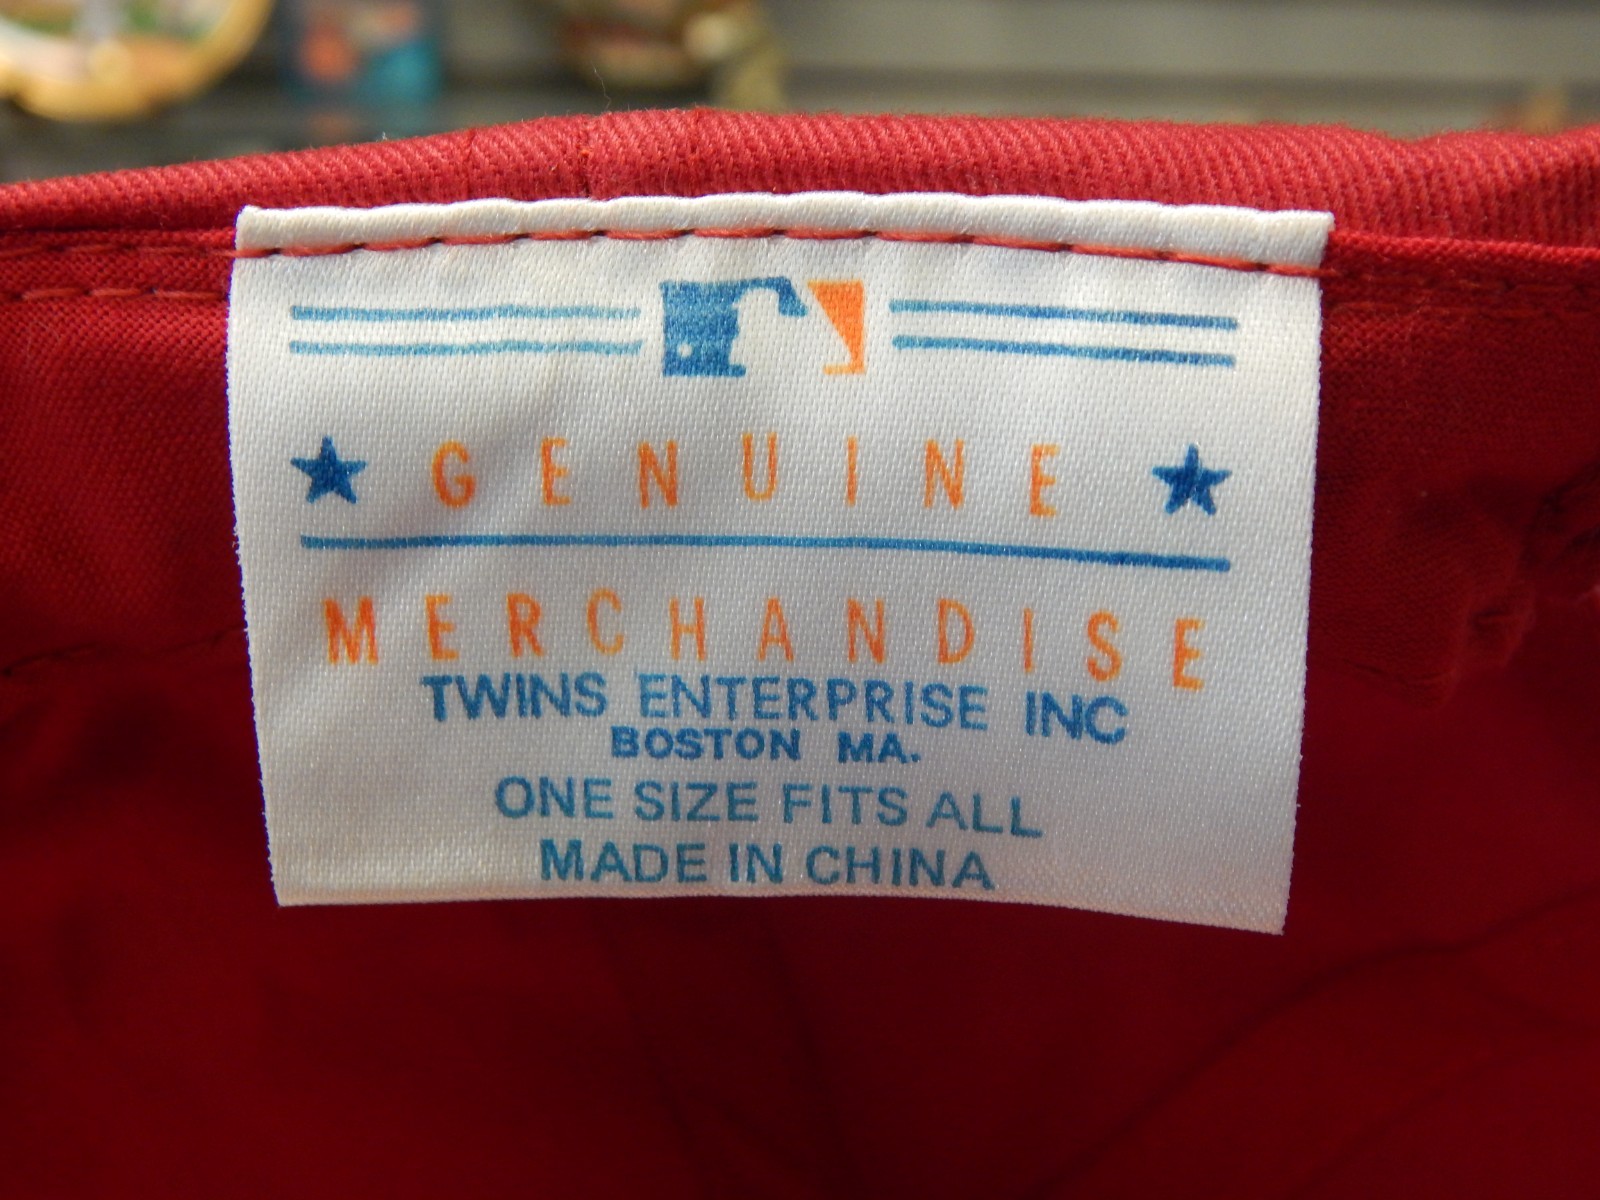 GENUINE
MERCHANDISE
TWINS ENTERPRISE INC
BOSTON MA.
ONE SIZE FITS ALL
MADE IN CHINA